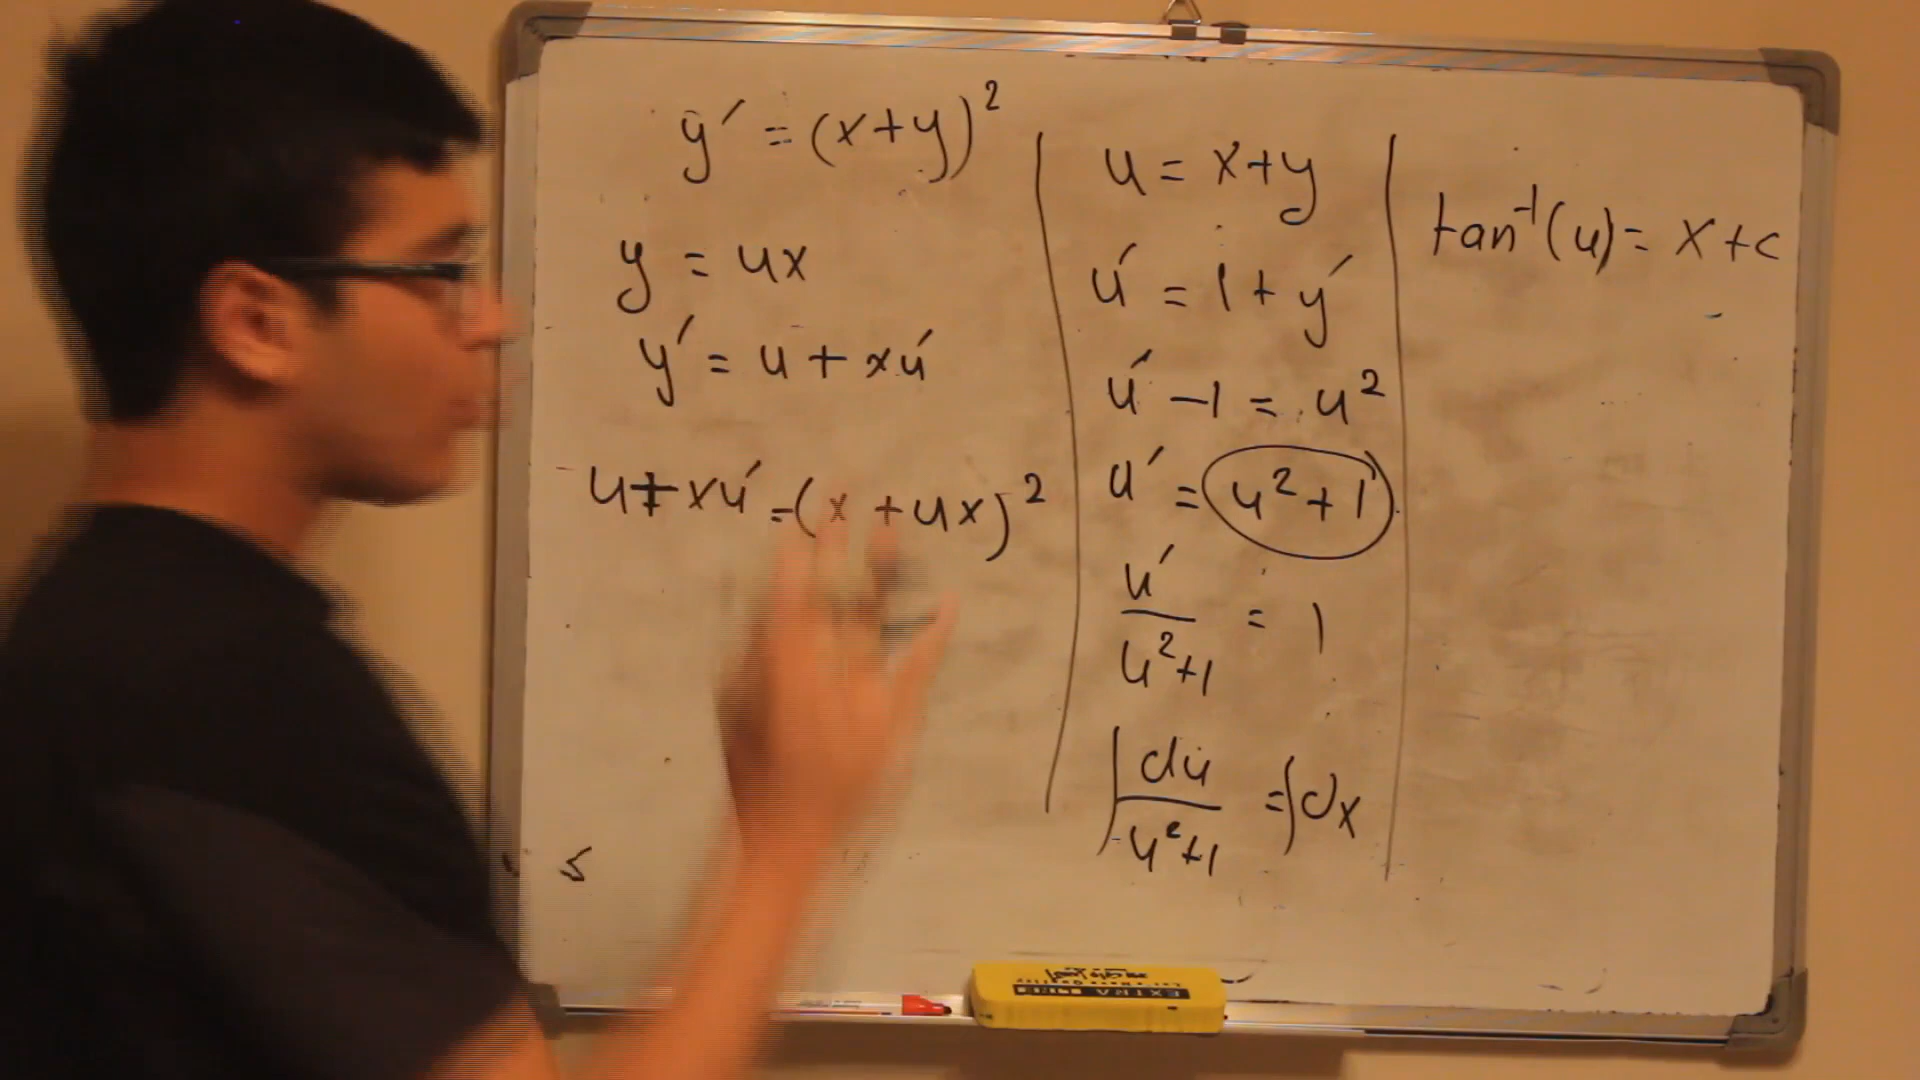 y′ = (x+y)²
y = ux
y′ = u + xu′
u + xu′ = (x + ux)²
u = x+y
u′ = 1 + y′
u′ - 1 = u²
u′ = u² + 1
u′/u²+1 = 1
∫ du/u²+1 = ∫ dx
tan⁻¹(u) = x + c
EXTRA